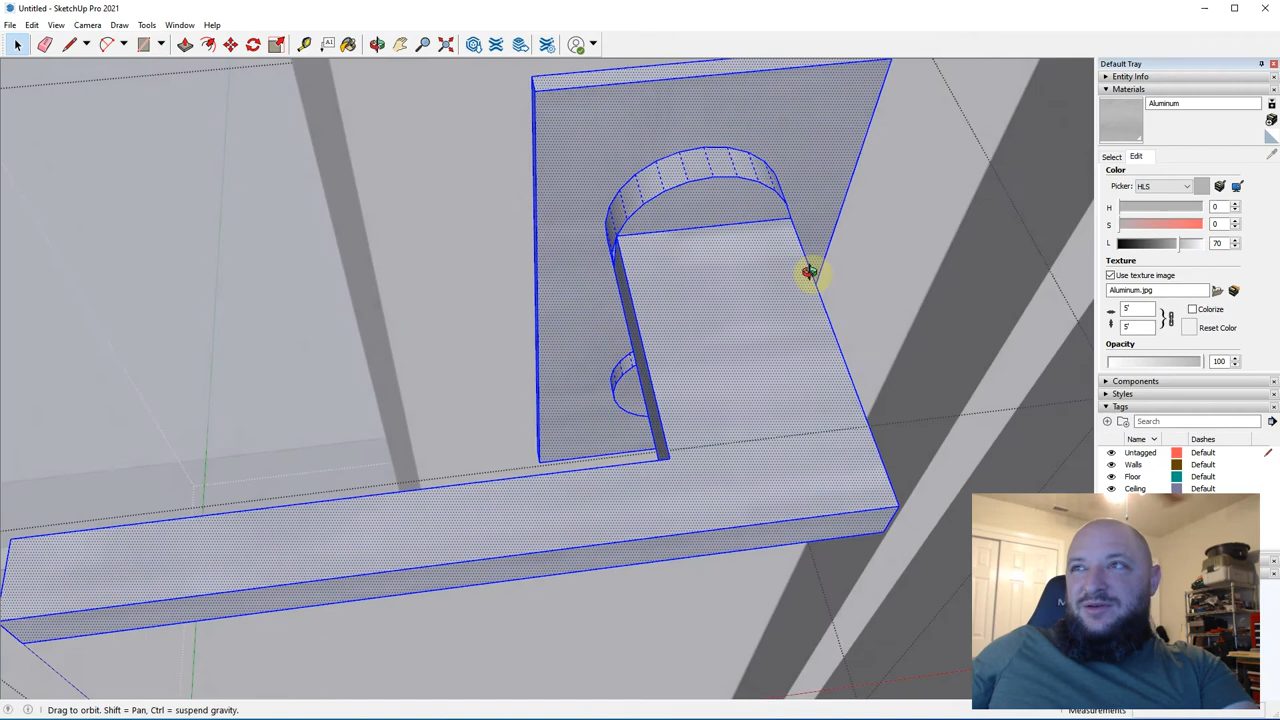 Untitled - SketchUp Pro 2021
File Edit View Camera Draw Tools Window Help
Default Tray
Entity Info
Materials
Aluminum
Select Edit
Color
Picker: HLS
H 0
S 0
L 70
Texture
Use texture image
Aluminum.jpg
5' Colorize
5' Reset Color
Opacity
100
Components
Styles
Tags
Search
Name Dashes
Untagged Default
Walls Default
Floor Default
Ceiling Default
Drag to orbit. Shift = Pan, Ctrl = suspend gravity.
Measurements